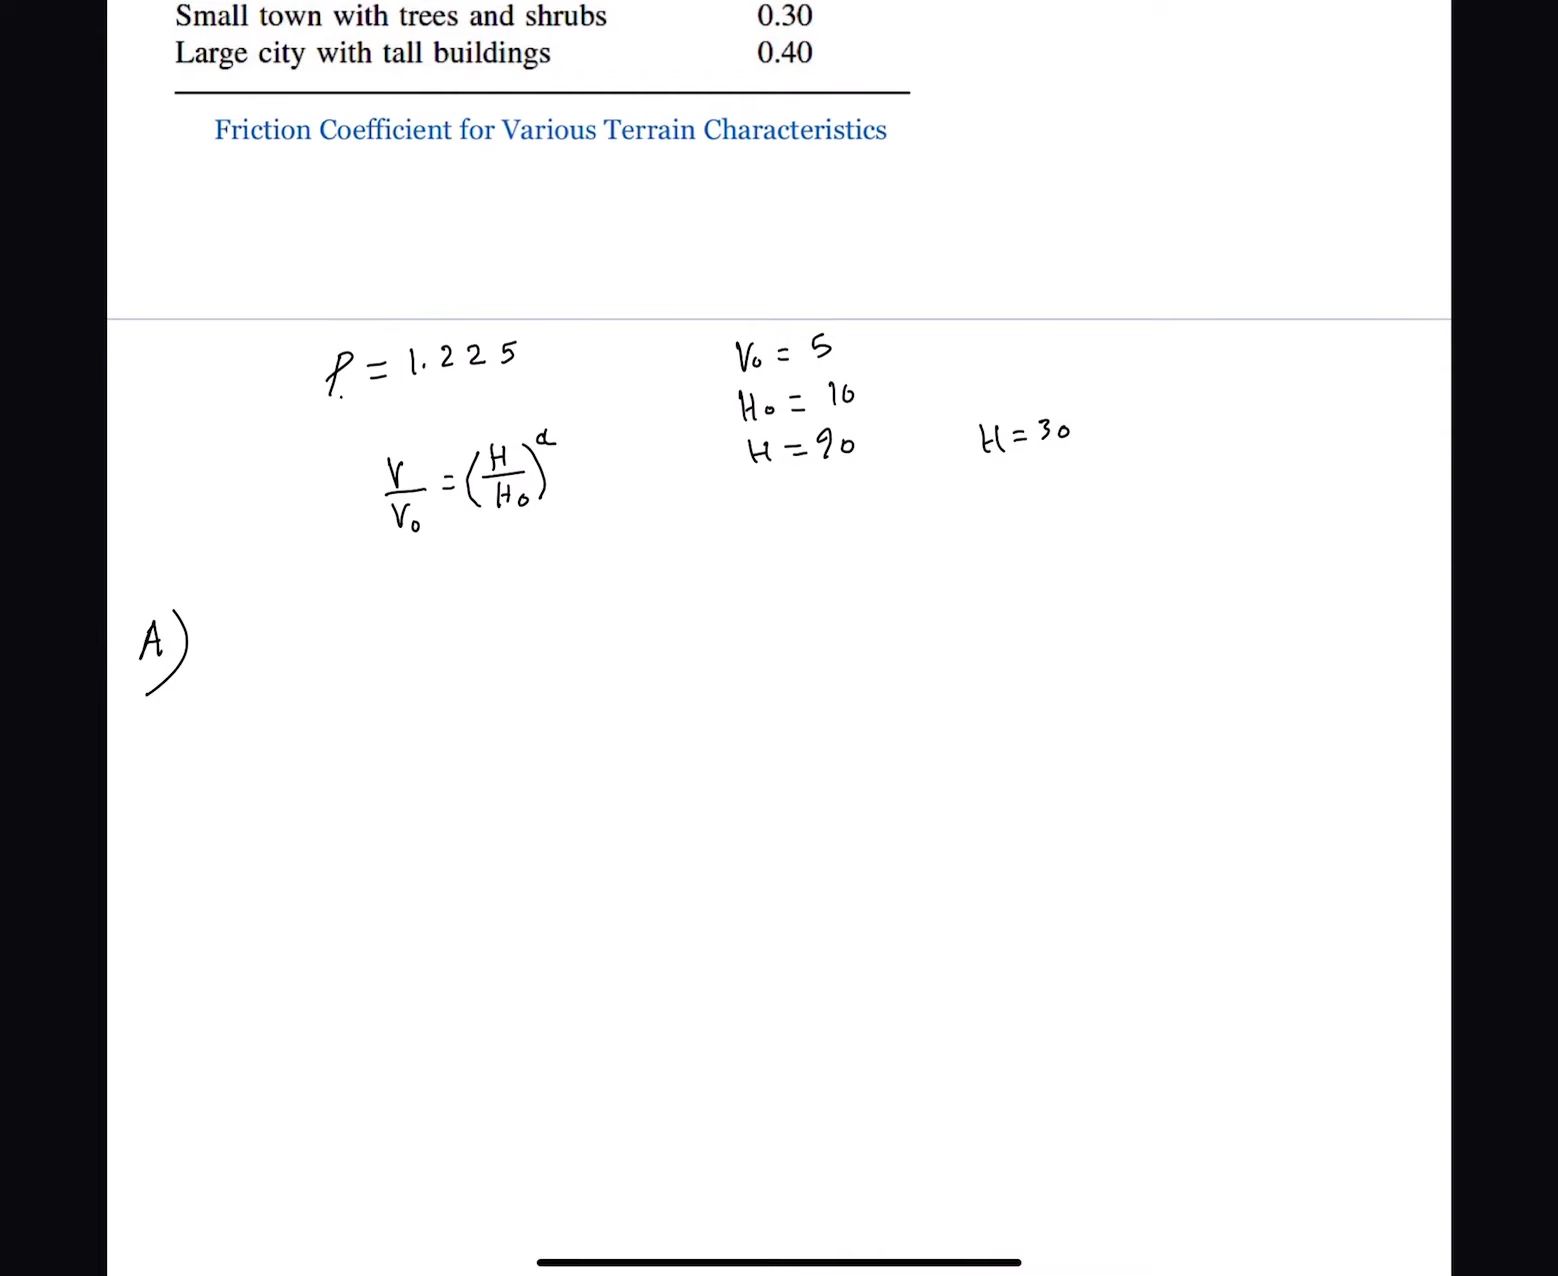 Small town with trees and shrubs 0.30
Large city with tall buildings 0.40
Friction Coefficient for Various Terrain Characteristics
ρ = 1.225
V₀ = 5
H₀ = 10
H = 90
H = 30
V/V₀ = (H/H₀)^α
A)